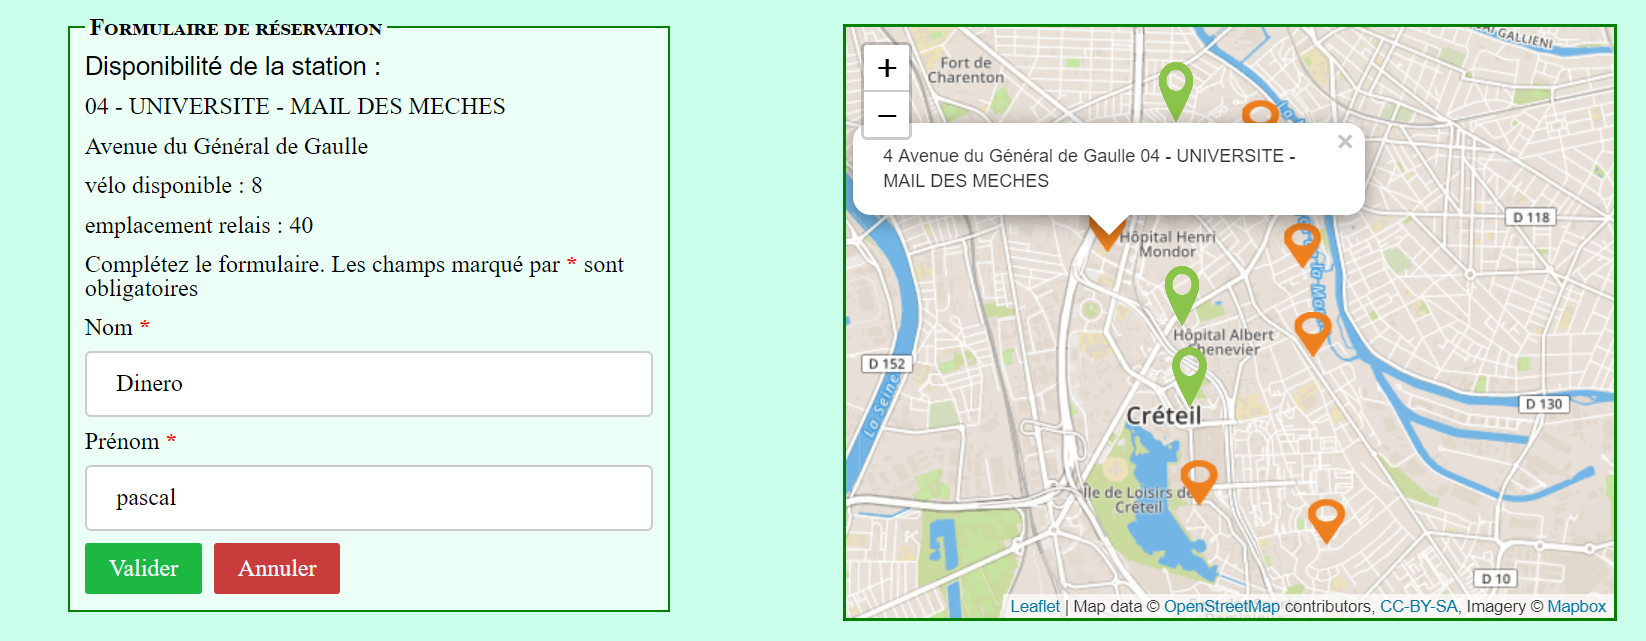 Formulaire de réservation
Disponibilité de la station :
04 - UNIVERSITE - MAIL DES MECHES
Avenue du Général de Gaulle
vélo disponible : 8
emplacement relais : 40
Complétez le formulaire. Les champs marqué par * sont
obligatoires
Nom *
Dinero
Prénom *
pascal
Valider Annuler
+
−
GALLIENI
Fort de
Charenton
×
4 Avenue du Général de Gaulle 04 - UNIVERSITE -
MAIL DES MECHES
D 118
Hôpital Henri
Mondor
Hôpital Albert
Chenevier
D 152
La Seine
D 130
Créteil
Île de Loisirs de
Créteil
D 10
Leaflet | Map data © OpenStreetMap contributors, CC-BY-SA, Imagery © Mapbox